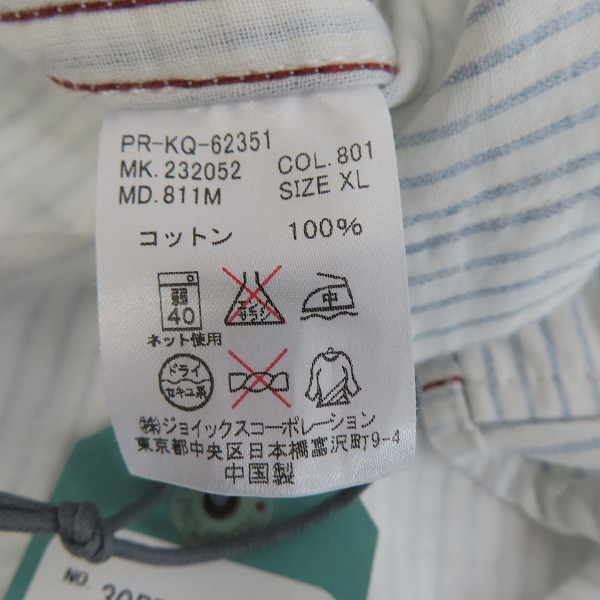 PR-KQ-62351
MK. 232052 COL. 801
MD. 811M SIZE XL
コットン 100%
弱
40
エンソ
サラシ
中
ネット使用
ドライ
セキユ系
㈱ジョイックスコーポレーション
東京都中央区日本橋富沢町9-4
中国製
NO.